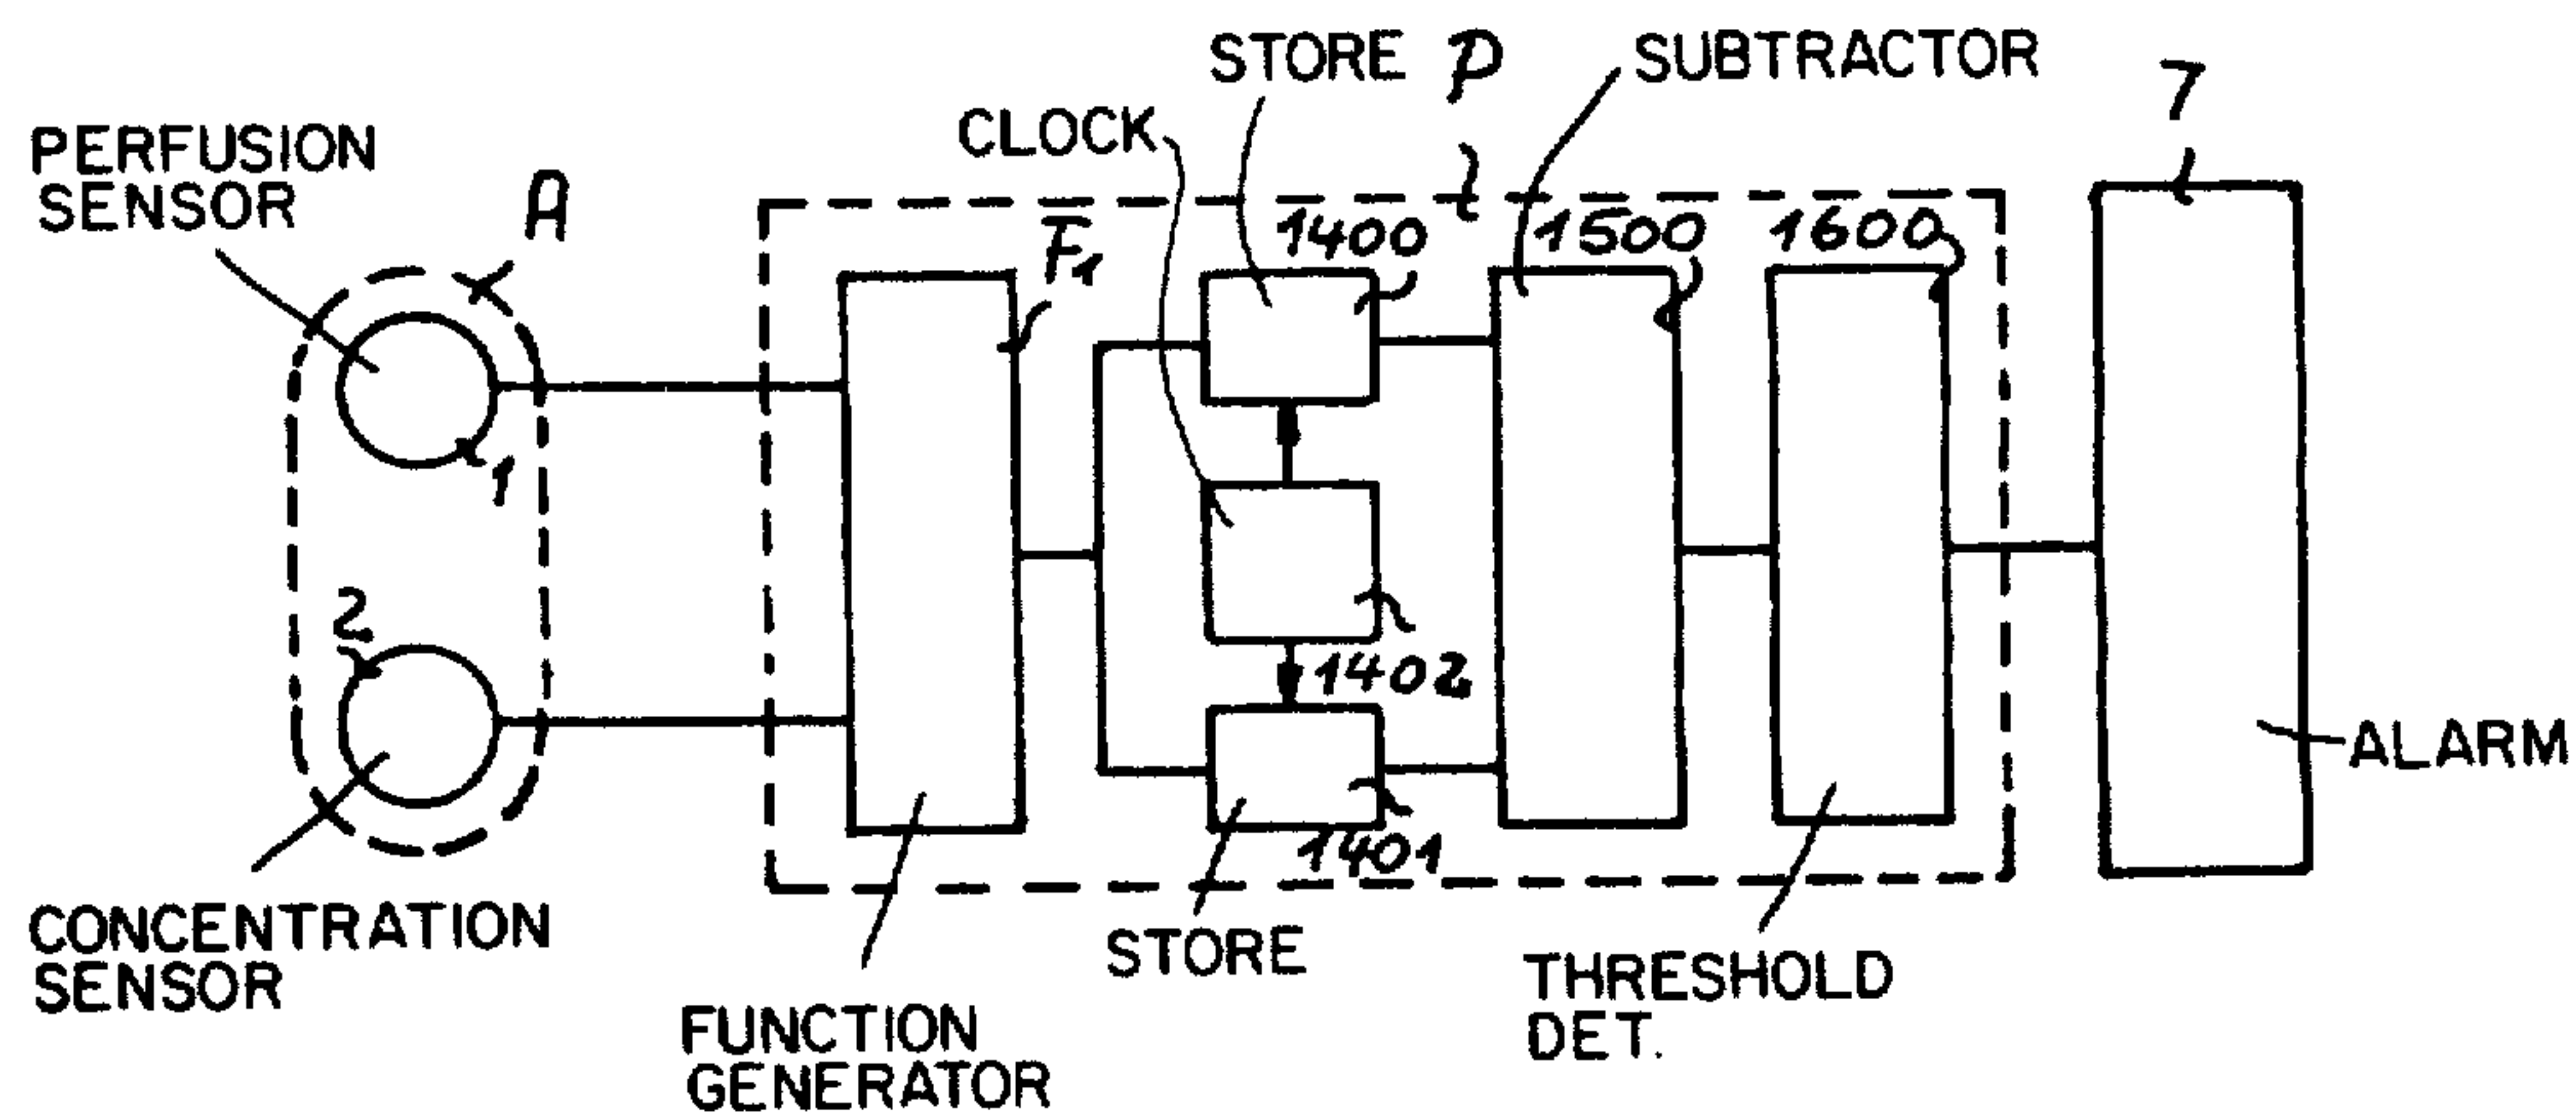 STORE
P
SUBTRACTOR
7
CLOCK
PERFUSION
SENSOR
A
F1
1400
1500
1600
1
2
1402
ALARM
1401
CONCENTRATION
SENSOR
STORE
THRESHOLD
DET.
FUNCTION
GENERATOR